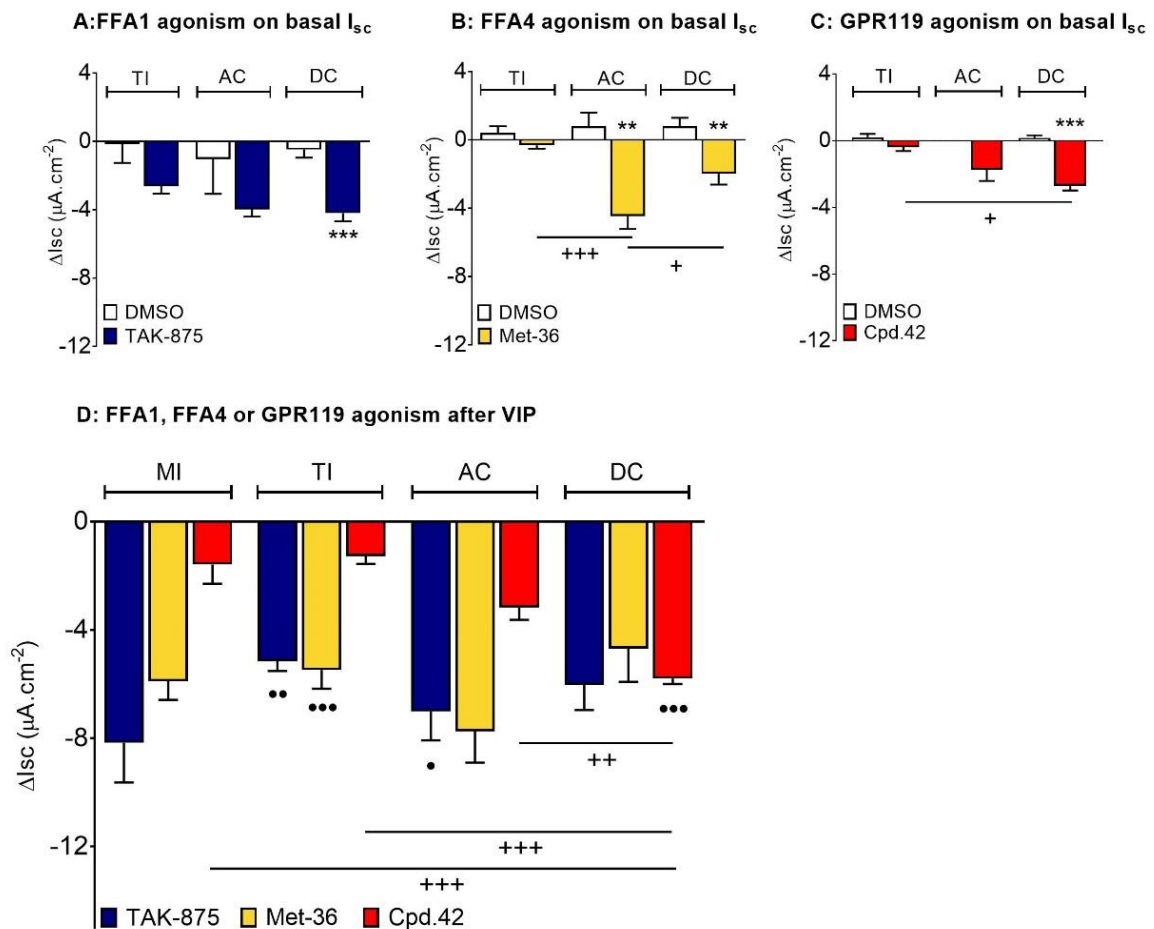 A:FFA1 agonism on basal Isc
TI AC DC
4
0
-4
-8
-12
ΔIsc (µA.cm-2)
***
DMSO
TAK-875
B: FFA4 agonism on basal Isc
TI AC DC
4
0
-4
-8
-12
ΔIsc (µA.cm-2)
** **
+++ +
DMSO
Met-36
C: GPR119 agonism on basal Isc
TI AC DC
4
0
-4
-8
-12
ΔIsc (µA.cm-2)
***
+
DMSO
Cpd.42
D: FFA1, FFA4 or GPR119 agonism after VIP
MI TI AC DC
0
-4
-8
-12
ΔIsc (µA.cm-2)
•• ••• • •••
++
+++
+++
TAK-875 Met-36 Cpd.42